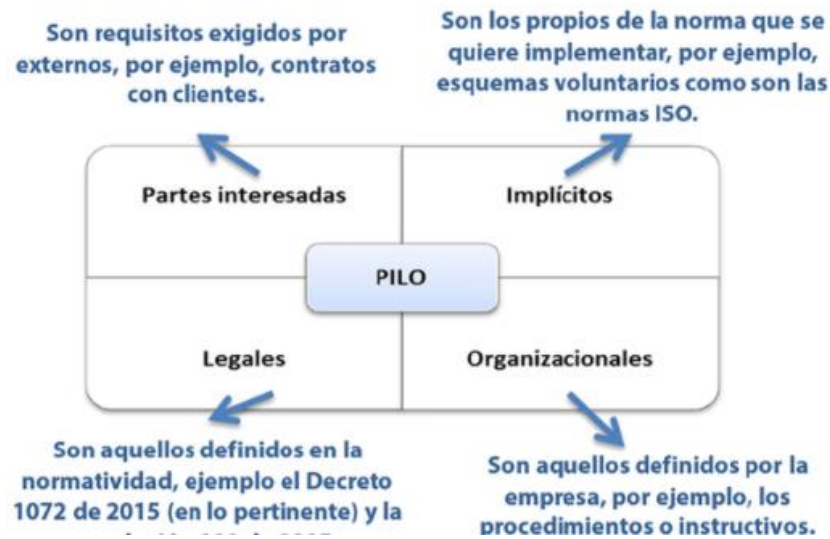 Son requisitos exigidos por
externos, por ejemplo, contratos
con clientes.
Son los propios de la norma que se
quiere implementar, por ejemplo,
esquemas voluntarios como son las
normas ISO.
Partes interesadas
Implícitos
PILO
Legales
Organizacionales
Son aquellos definidos en la
normatividad, ejemplo el Decreto
1072 de 2015 (en lo pertinente) y la
Son aquellos definidos por la
empresa, por ejemplo, los
procedimientos o instructivos.